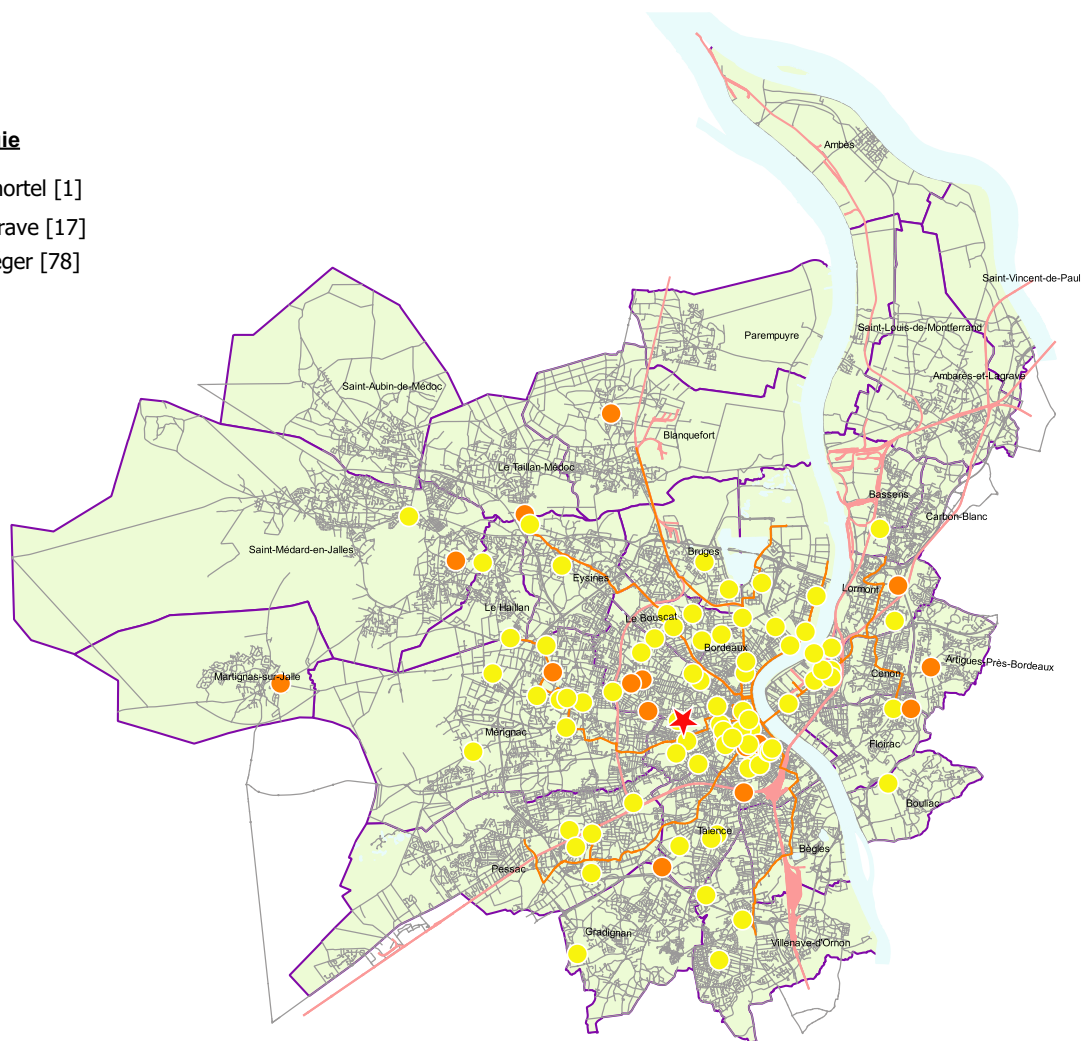 ie
ortel [1]
rave [17]
ger [78]
Ambès
Saint-Vincent-de-Paul
Saint-Louis-de-Montferrand
Parempuyre
Ambarès-et-Lagrave
Saint-Aubin-de-Médoc
Blanquefort
Le Taillan-Médoc
Bassens
Carbon-Blanc
Saint-Médard-en-Jalles
Bruges
Eysines
Lormont
Le Haillan
Le Bouscat
Bordeaux
Artigues-Près-Bordeaux
Cenon
Martignas-sur-Jalle
Mérignac
Floirac
Bouliac
Talence
Bègles
Pessac
Gradignan
Villenave-d'Ornon